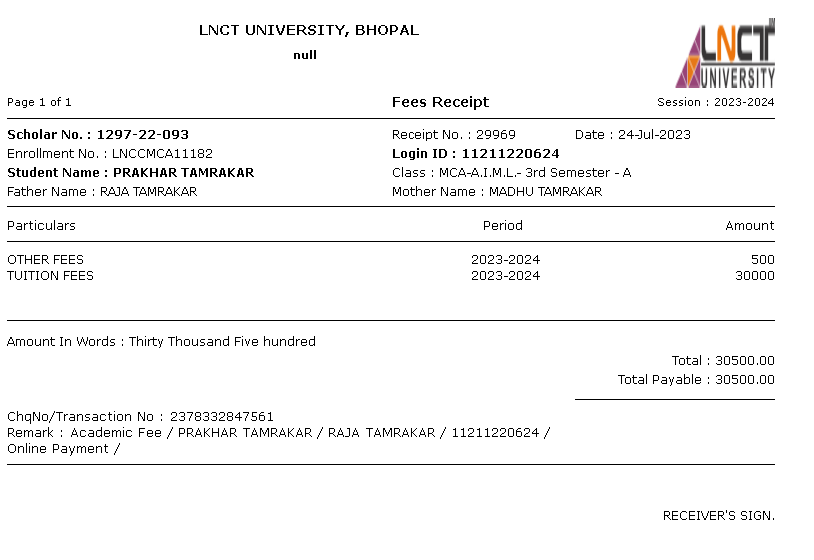 LNCT UNIVERSITY, BHOPAL
null
LNCT
UNIVERSITY
Page 1 of 1 Fees Receipt Session : 2023-2024
Scholar No. : 1297-22-093 Receipt No. : 29969 Date : 24-Jul-2023
Enrollment No. : LNCCMCA11182 Login ID : 11211220624
Student Name : PRAKHAR TAMRAKAR Class : MCA-A.I.M.L.- 3rd Semester - A
Father Name : RAJA TAMRAKAR Mother Name : MADHU TAMRAKAR
Particulars Period Amount
OTHER FEES 2023-2024 500
TUITION FEES 2023-2024 30000
Amount In Words : Thirty Thousand Five hundred
Total : 30500.00
Total Payable : 30500.00
ChqNo/Transaction No : 2378332847561
Remark : Academic Fee / PRAKHAR TAMRAKAR / RAJA TAMRAKAR / 11211220624 /
Online Payment /
RECEIVER'S SIGN.